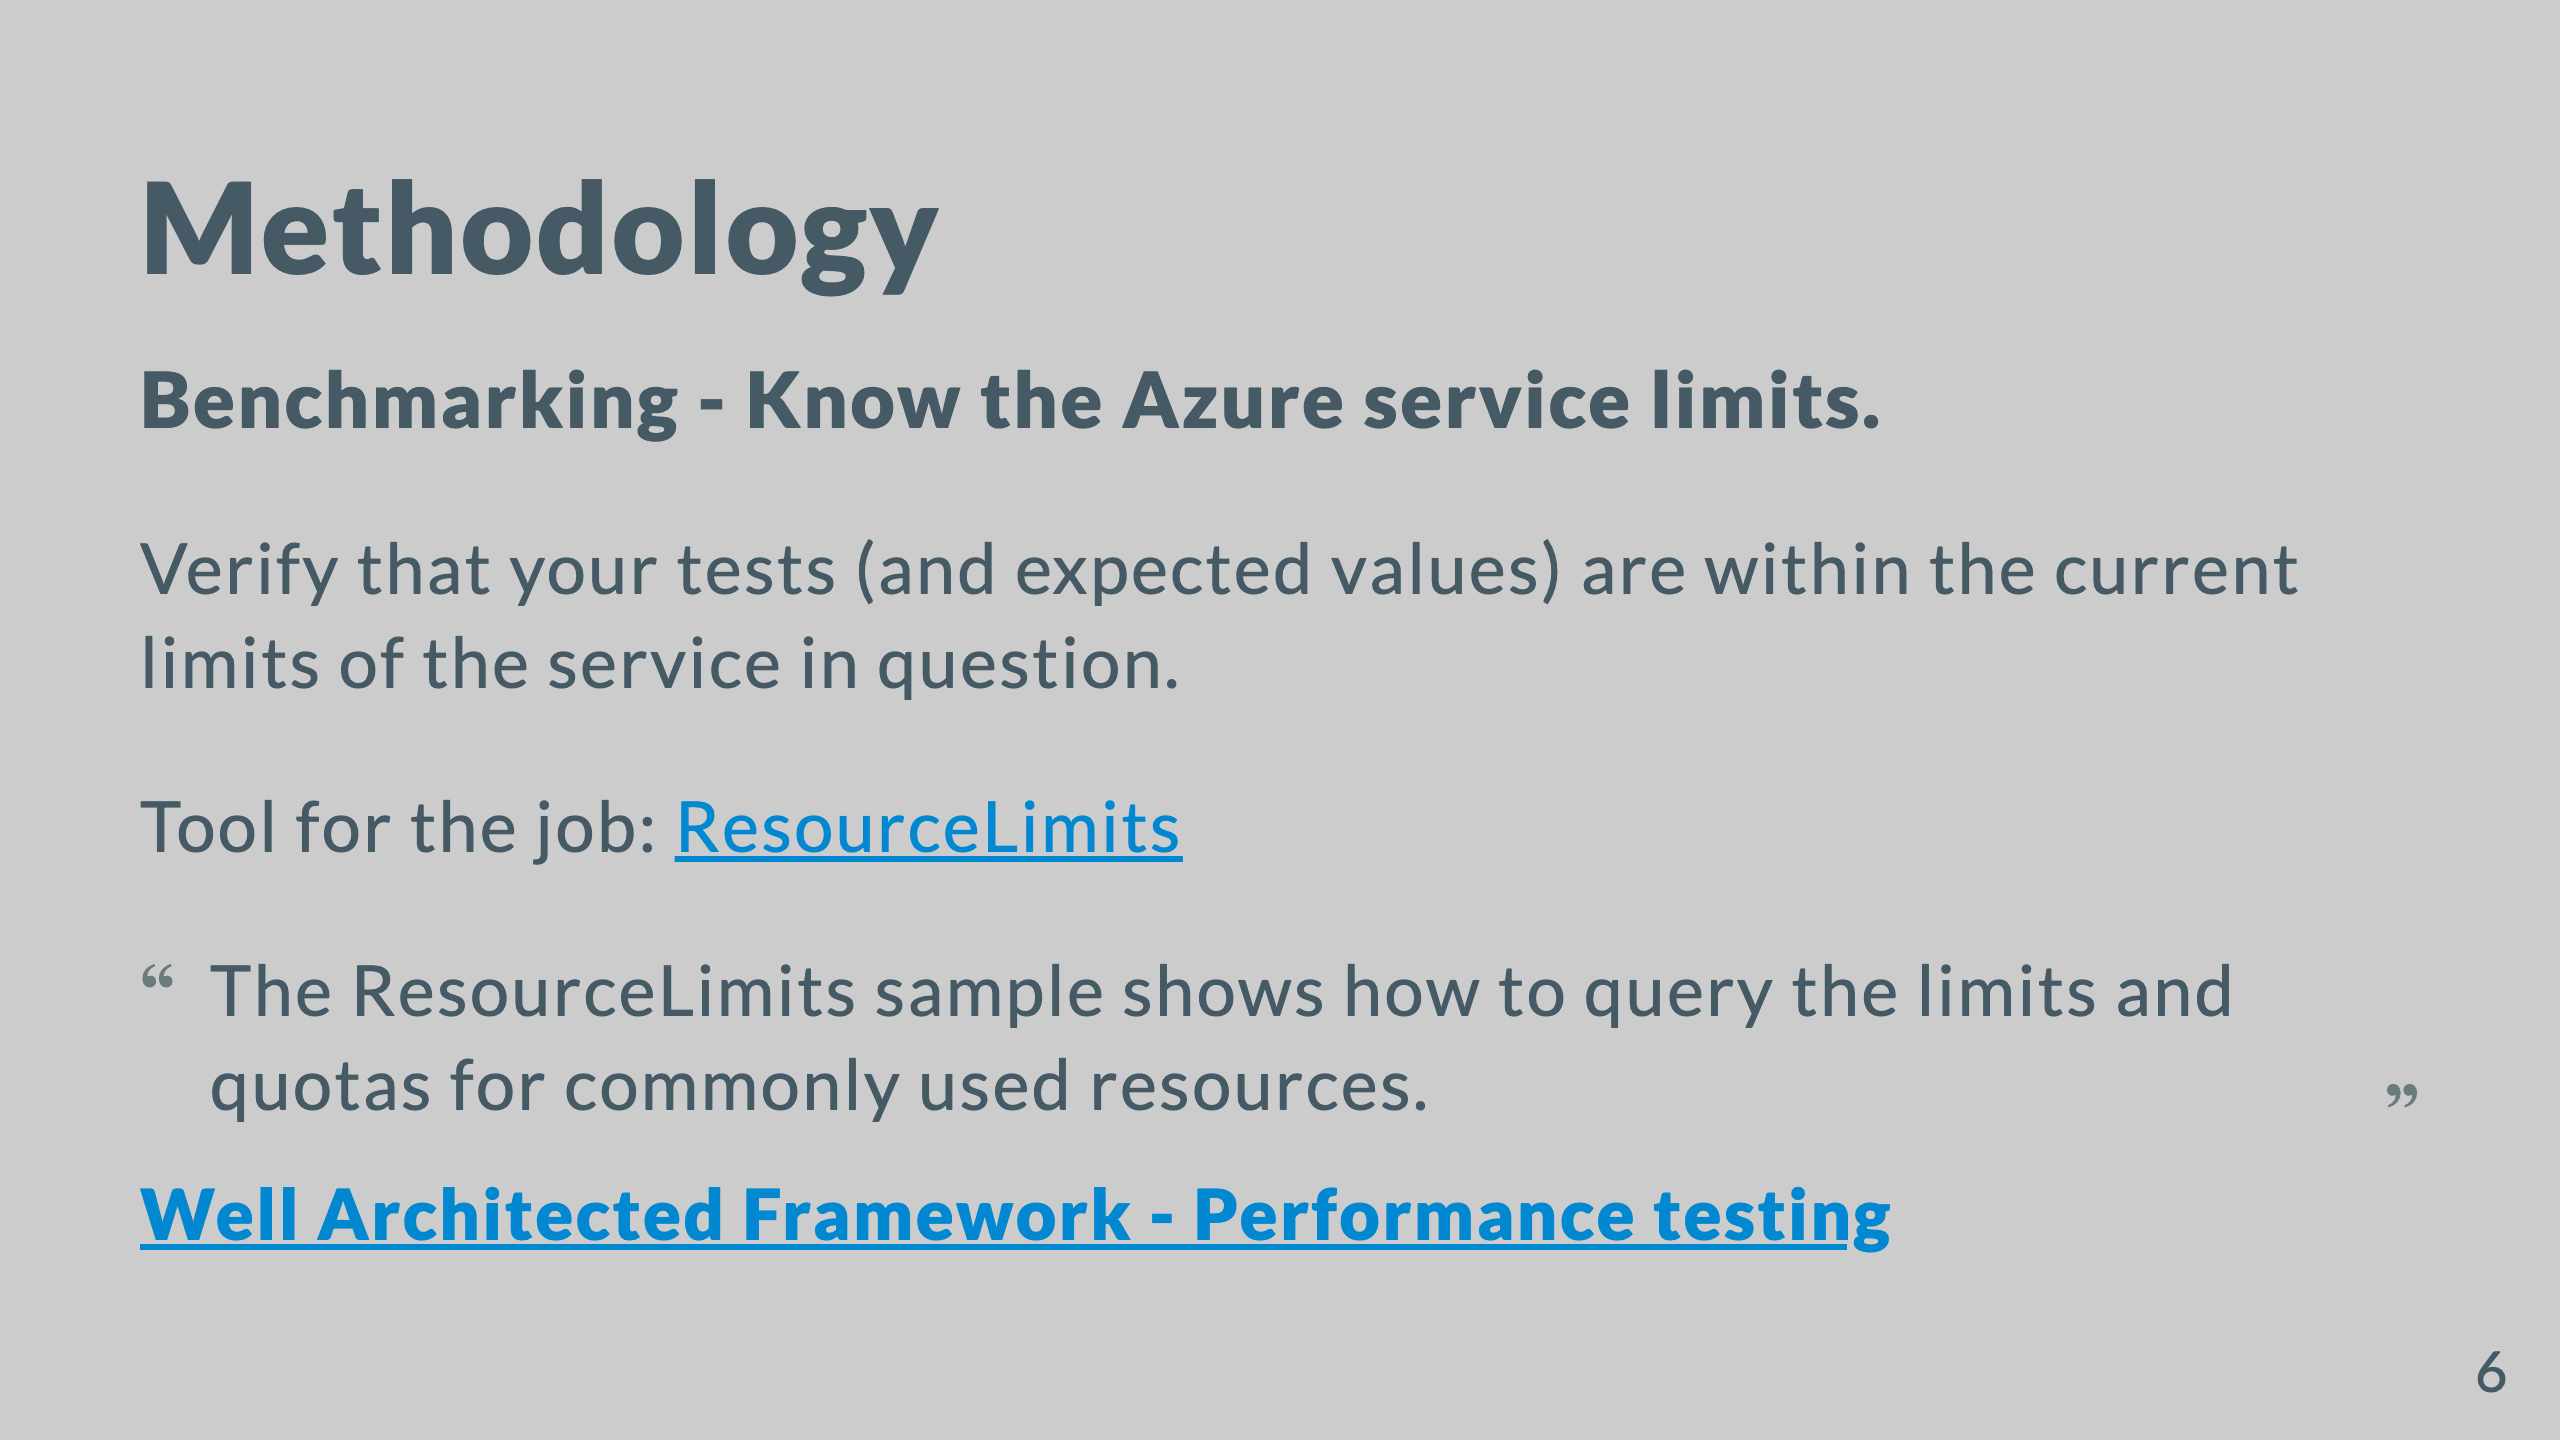 Methodology
Benchmarking - Know the Azure service limits.
Verify that your tests (and expected values) are within the current
limits of the service in question.
Tool for the job: ResourceLimits
“ The ResourceLimits sample shows how to query the limits and
quotas for commonly used resources. ”
Well Architected Framework - Performance testing
6